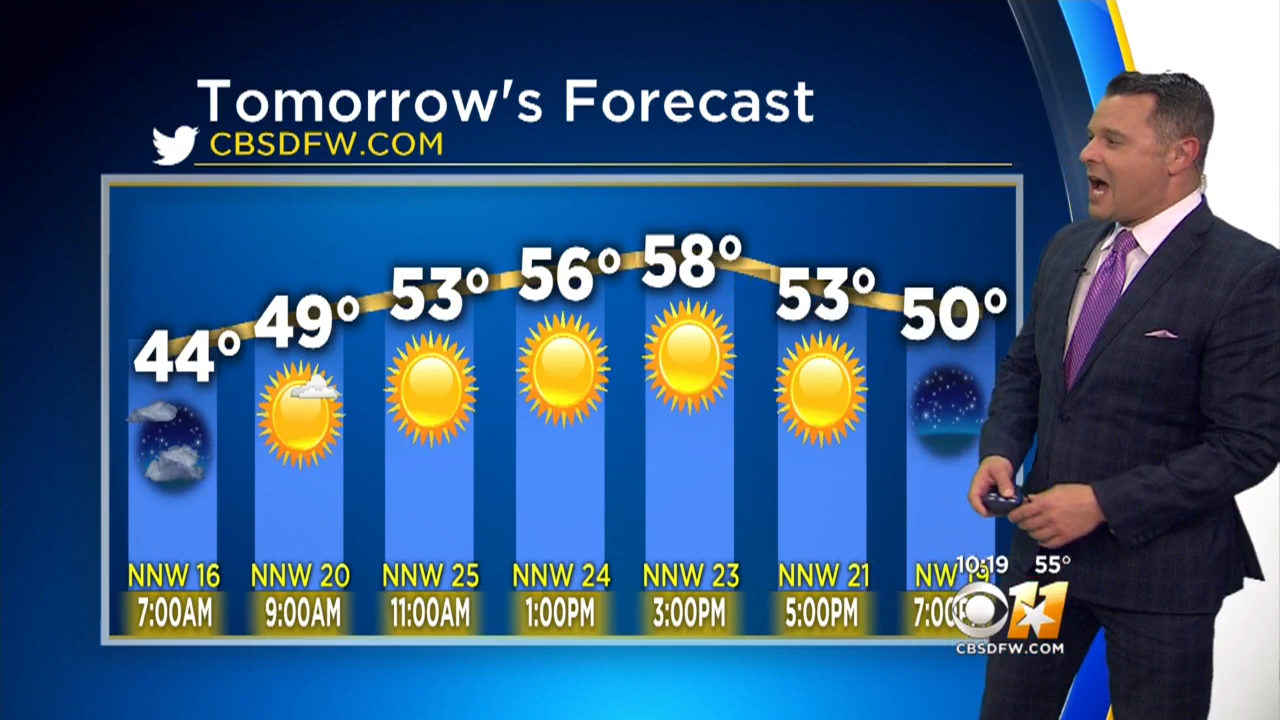 Tomorrow's Forecast
CBSDFW.COM
44° 49° 53° 56° 58° 53° 50°
NNW 16 NNW 20 NNW 25 NNW 24 NNW 23 NNW 21 NW 19
7:00AM 9:00AM 11:00AM 1:00PM 3:00PM 5:00PM
10:19 55°
11
CBSDFW.COM